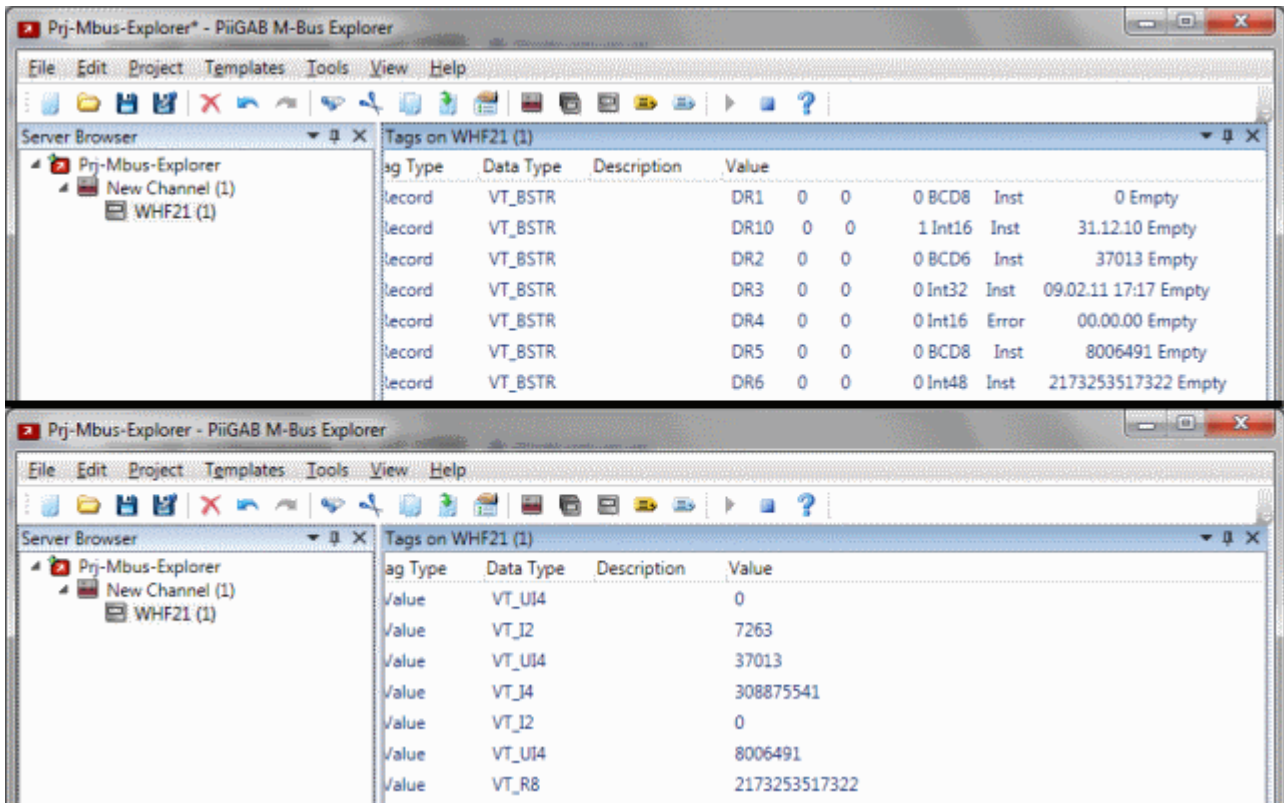 Prj-Mbus-Explorer* - PiiGAB M-Bus Explorer
File Edit Project Templates Tools View Help
Server Browser
Prj-Mbus-Explorer
New Channel (1)
WHF21 (1)
Tags on WHF21 (1)
ag Type Data Type Description Value
Record VT_BSTR DR1 0 0 0 BCD8 Inst 0 Empty
Record VT_BSTR DR10 0 0 1 Int16 Inst 31.12.10 Empty
Record VT_BSTR DR2 0 0 0 BCD6 Inst 37013 Empty
Record VT_BSTR DR3 0 0 0 Int32 Inst 09.02.11 17:17 Empty
Record VT_BSTR DR4 0 0 0 Int16 Error 00.00.00 Empty
Record VT_BSTR DR5 0 0 0 BCD8 Inst 8006491 Empty
Record VT_BSTR DR6 0 0 0 Int48 Inst 2173253517322 Empty
Prj-Mbus-Explorer - PiiGAB M-Bus Explorer
File Edit Project Templates Tools View Help
Server Browser
Prj-Mbus-Explorer
New Channel (1)
WHF21 (1)
Tags on WHF21 (1)
ag Type Data Type Description Value
Value VT_UI4 0
Value VT_I2 7263
Value VT_UI4 37013
Value VT_I4 308875541
Value VT_I2 0
Value VT_UI4 8006491
Value VT_R8 2173253517322